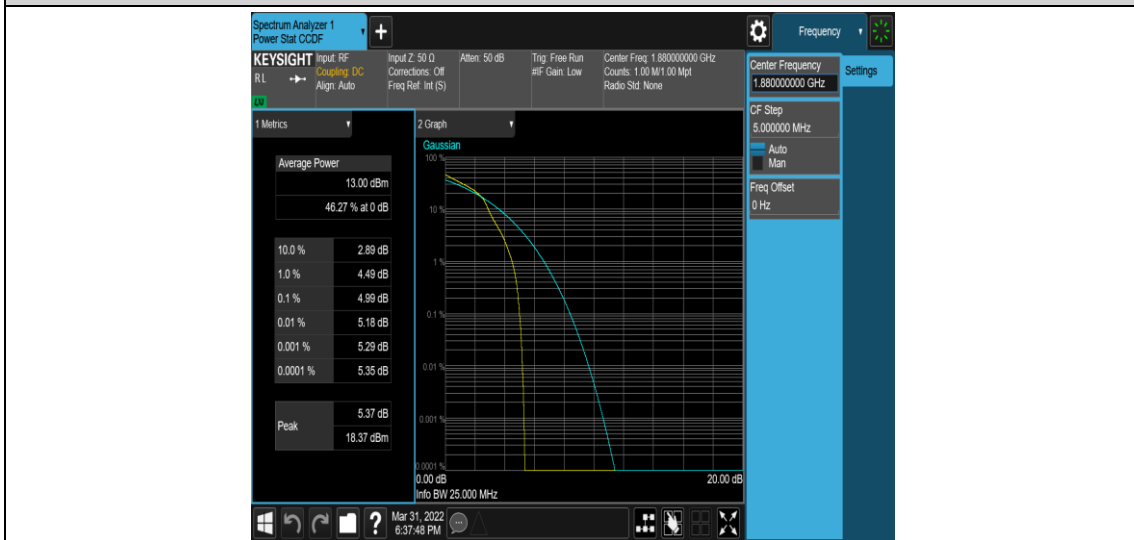 Spectrum Analyzer 1
Power Stat CCDF
+
Frequency
KEYSIGHT
RL
Input: RF
Coupling: DC
Align: Auto
Input Z: 50 Ω
Corrections: Off
Freq Ref: Int (S)
Atten: 50 dB
Trig: Free Run
#IF Gain: Low
Center Freq: 1.880000000 GHz
Counts: 1.00 M/1.00 Mpt
Radio Std: None
Center Frequency
1.880000000 GHz
Settings
CF Step
5.000000 MHz
Auto
Man
Freq Offset
0 Hz
1 Metrics
Average Power
13.00 dBm
46.27 % at 0 dB
10.0 % 2.89 dB
1.0 % 4.49 dB
0.1 % 4.99 dB
0.01 % 5.18 dB
0.001 % 5.29 dB
0.0001 % 5.35 dB
Peak
5.37 dB
18.37 dBm
2 Graph
Gaussian
100 %
10 %
1 %
0.1 %
0.01 %
0.001 %
0.0001 %
0.00 dB 20.00 dB
Info BW 25.000 MHz
?
Mar 31, 2022
6:37:48 PM